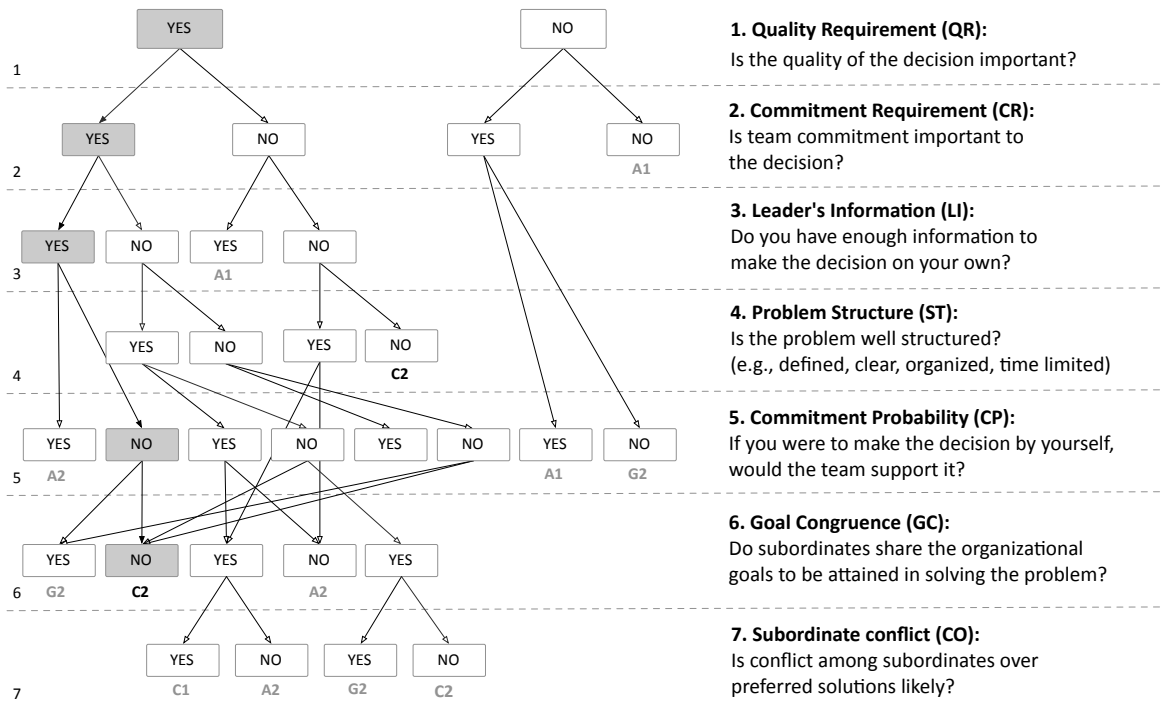 YES
NO
1. Quality Requirement (QR):
Is the quality of the decision important?
1
YES
NO
YES
NO
A1
2. Commitment Requirement (CR):
Is team commitment important to
the decision?
2
YES
NO
YES
NO
A1
3. Leader's Information (LI):
Do you have enough information to
make the decision on your own?
3
YES
NO
YES
NO
C2
4. Problem Structure (ST):
Is the problem well structured?
(e.g., defined, clear, organized, time limited)
4
YES
NO
YES
NO
YES
NO
YES
NO
A2
A1
G2
5. Commitment Probability (CP):
If you were to make the decision by yourself,
would the team support it?
5
YES
NO
YES
NO
YES
G2
C2
A2
6. Goal Congruence (GC):
Do subordinates share the organizational
goals to be attained in solving the problem?
6
YES
NO
YES
NO
C1
A2
G2
C2
7. Subordinate conflict (CO):
Is conflict among subordinates over
preferred solutions likely?
7